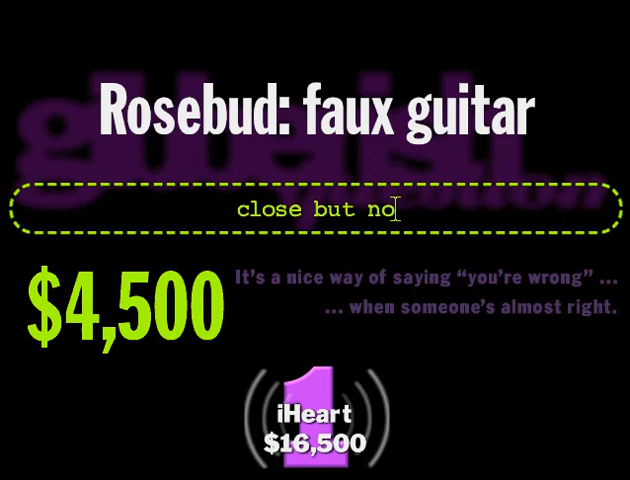 Rosebud: faux guitar
close but no
$4,500
It's a nice way of saying “you're wrong” ...
... when someone's almost right.
1
iHeart
$16,500